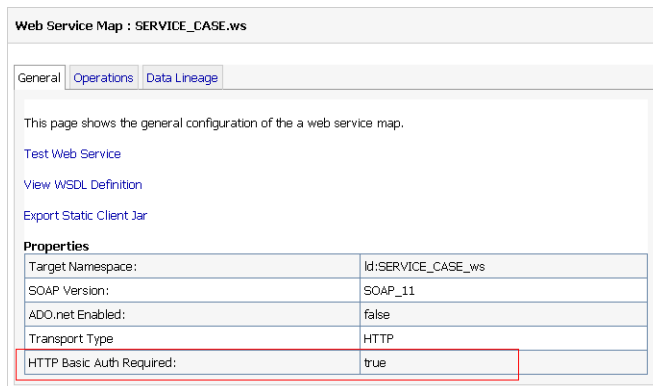 Web Service Map : SERVICE_CASE.ws
General Operations Data Lineage
This page shows the general configuration of the a web service map.
Test Web Service
View WSDL Definition
Export Static Client Jar
Properties
Target Namespace: ld:SERVICE_CASE_ws
SOAP Version: SOAP_11
ADO.net Enabled: false
Transport Type HTTP
HTTP Basic Auth Required: true